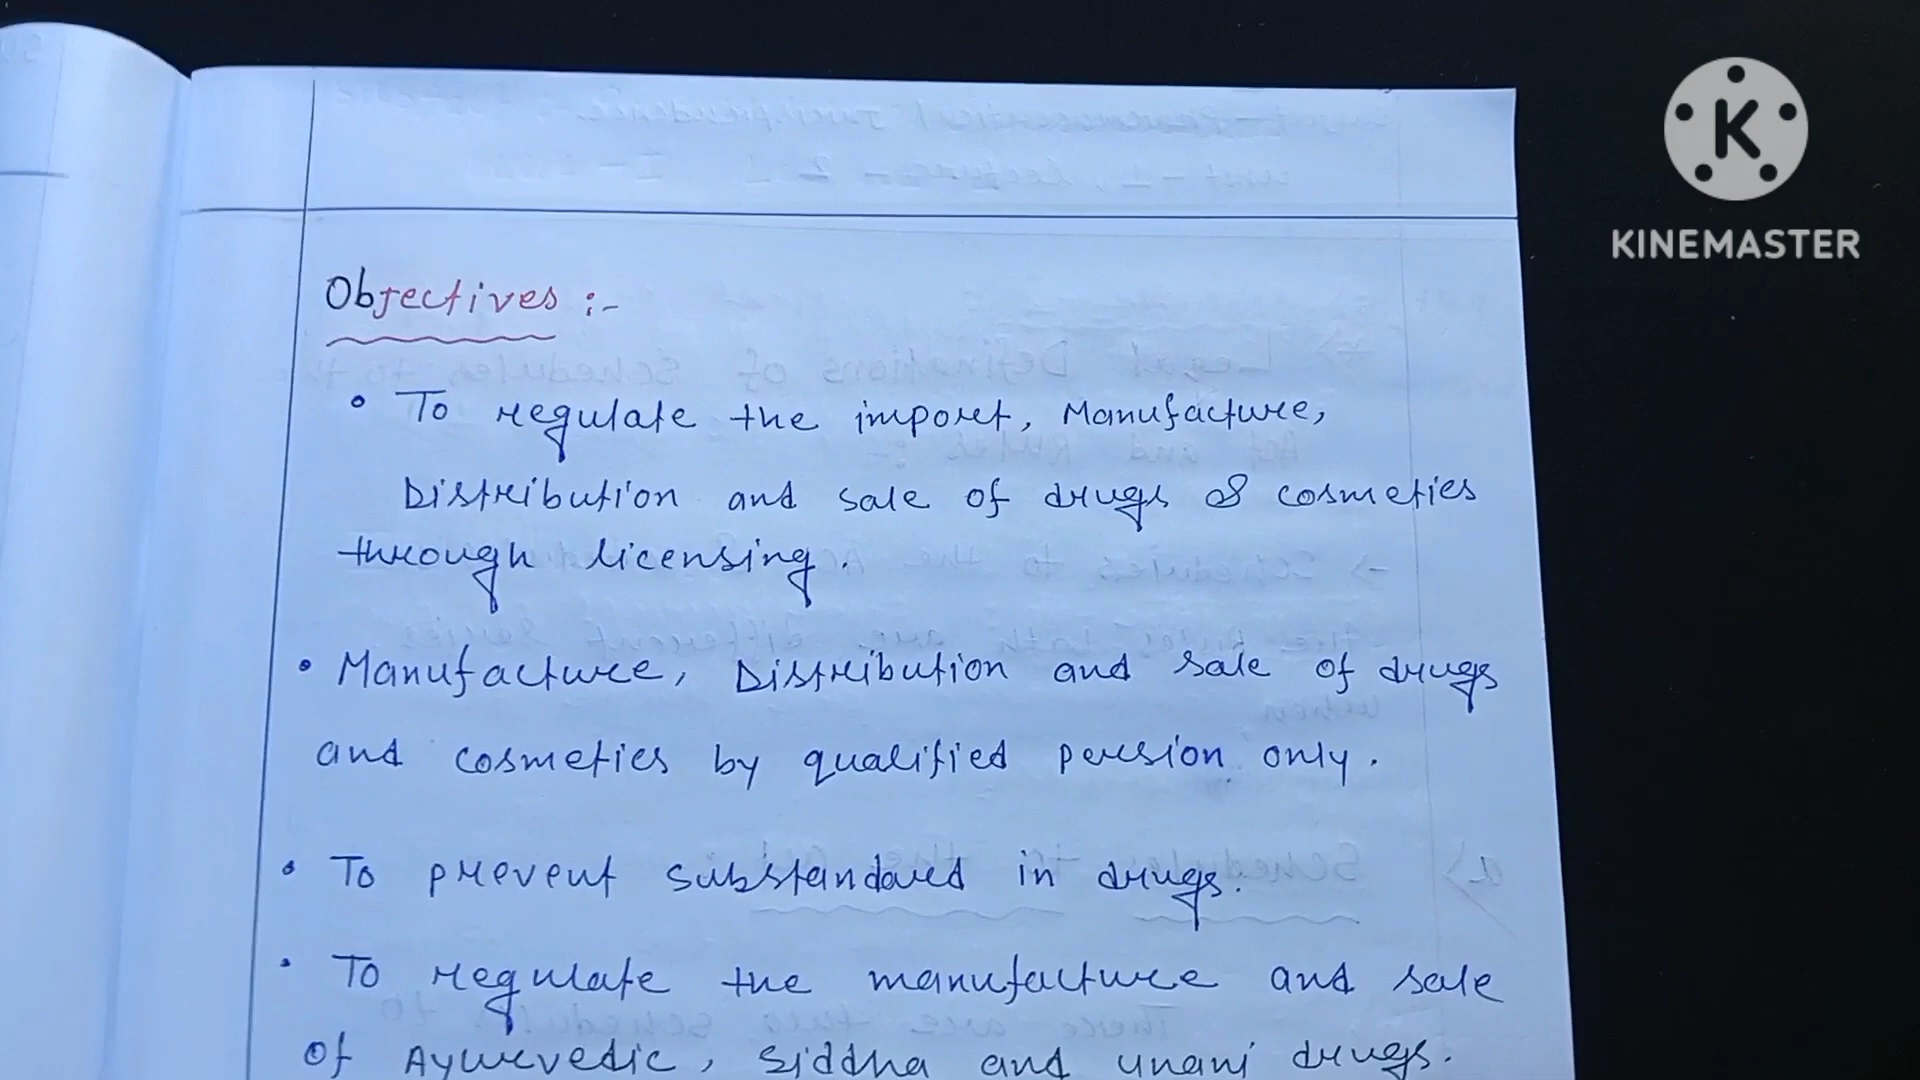 Objectives :-
• To regulate the import, Manufacture,
Distribution and sale of drugs & cosmetics
through licensing.
• Manufacture, Distribution and sale of drugs
and cosmetics by qualified persion only.
• To prevent substandard in drugs.
• To regulate the manufacture and sale
of Ayurvedic, Siddha and unani drugs.
K
KINEMASTER